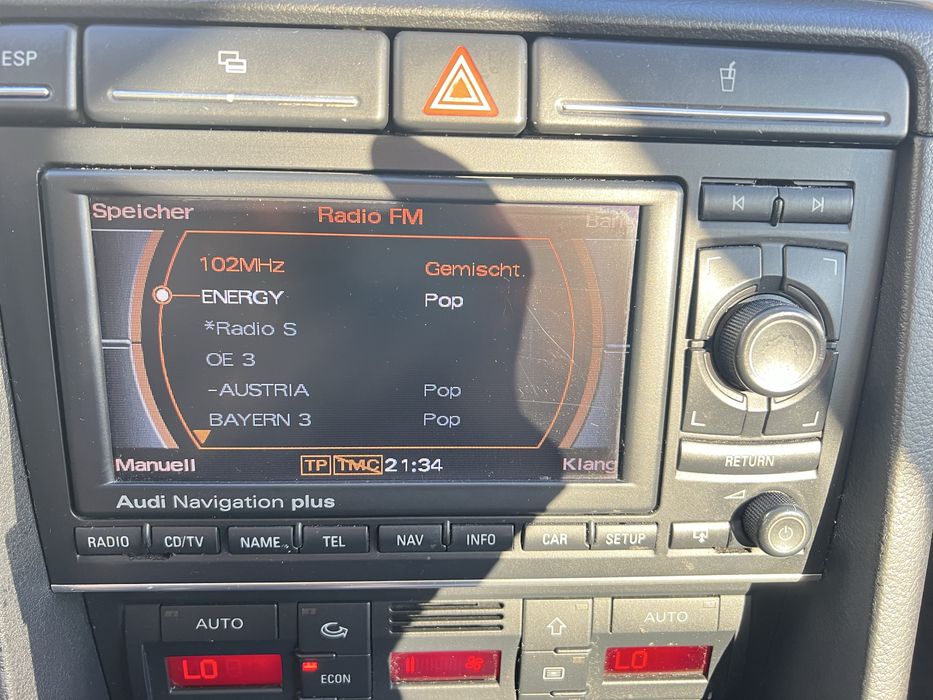 ESP
Speicher Radio FM Band
102MHz Gemischt.
ENERGY Pop
*Radio S
OE 3
-AUSTRIA Pop
BAYERN 3 Pop
Manuell TP TMC 21:34 Klang
Audi Navigation plus
RETURN
RADIO CD/TV NAME TEL NAV INFO CAR SETUP
AUTO AUTO
LO LO
ECON